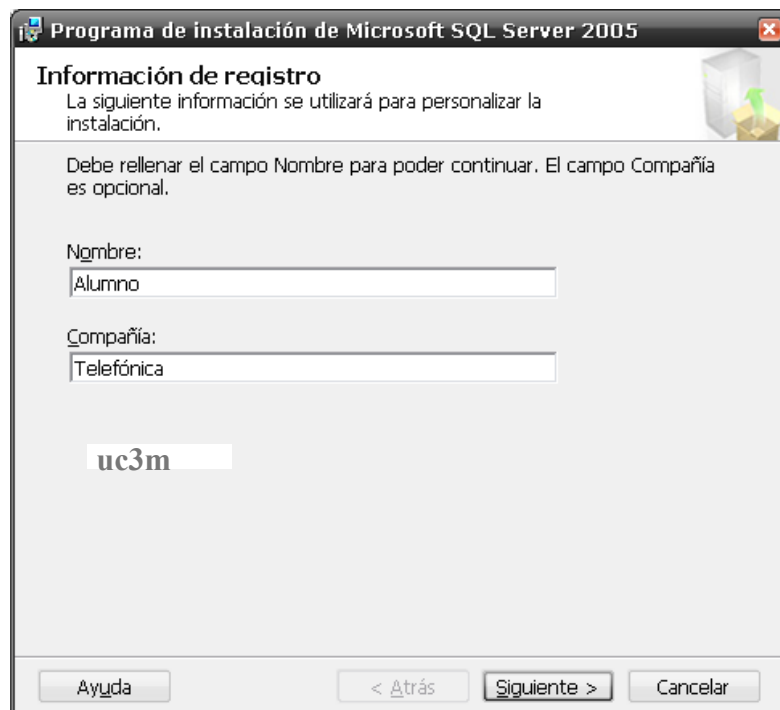 Programa de instalación de Microsoft SQL Server 2005
Información de registro
La siguiente información se utilizará para personalizar la
instalación.
Debe rellenar el campo Nombre para poder continuar. El campo Compañía
es opcional.
Nombre:
Alumno
Compañía:
Telefónica
uc3m
Ayuda
< Atrás
Siguiente >
Cancelar